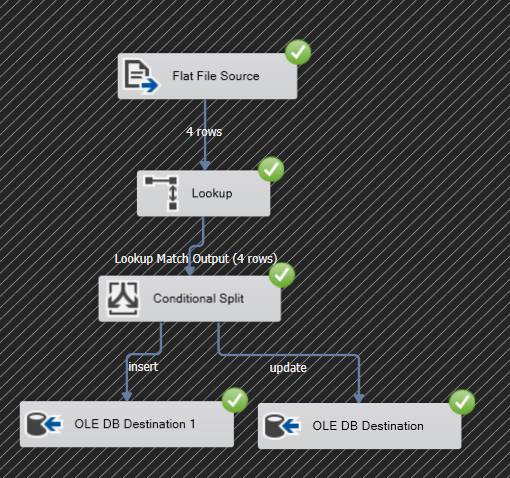 Flat File Source
4 rows
Lookup
Lookup Match Output (4 rows)
Conditional Split
insert
update
OLE DB Destination 1
OLE DB Destination